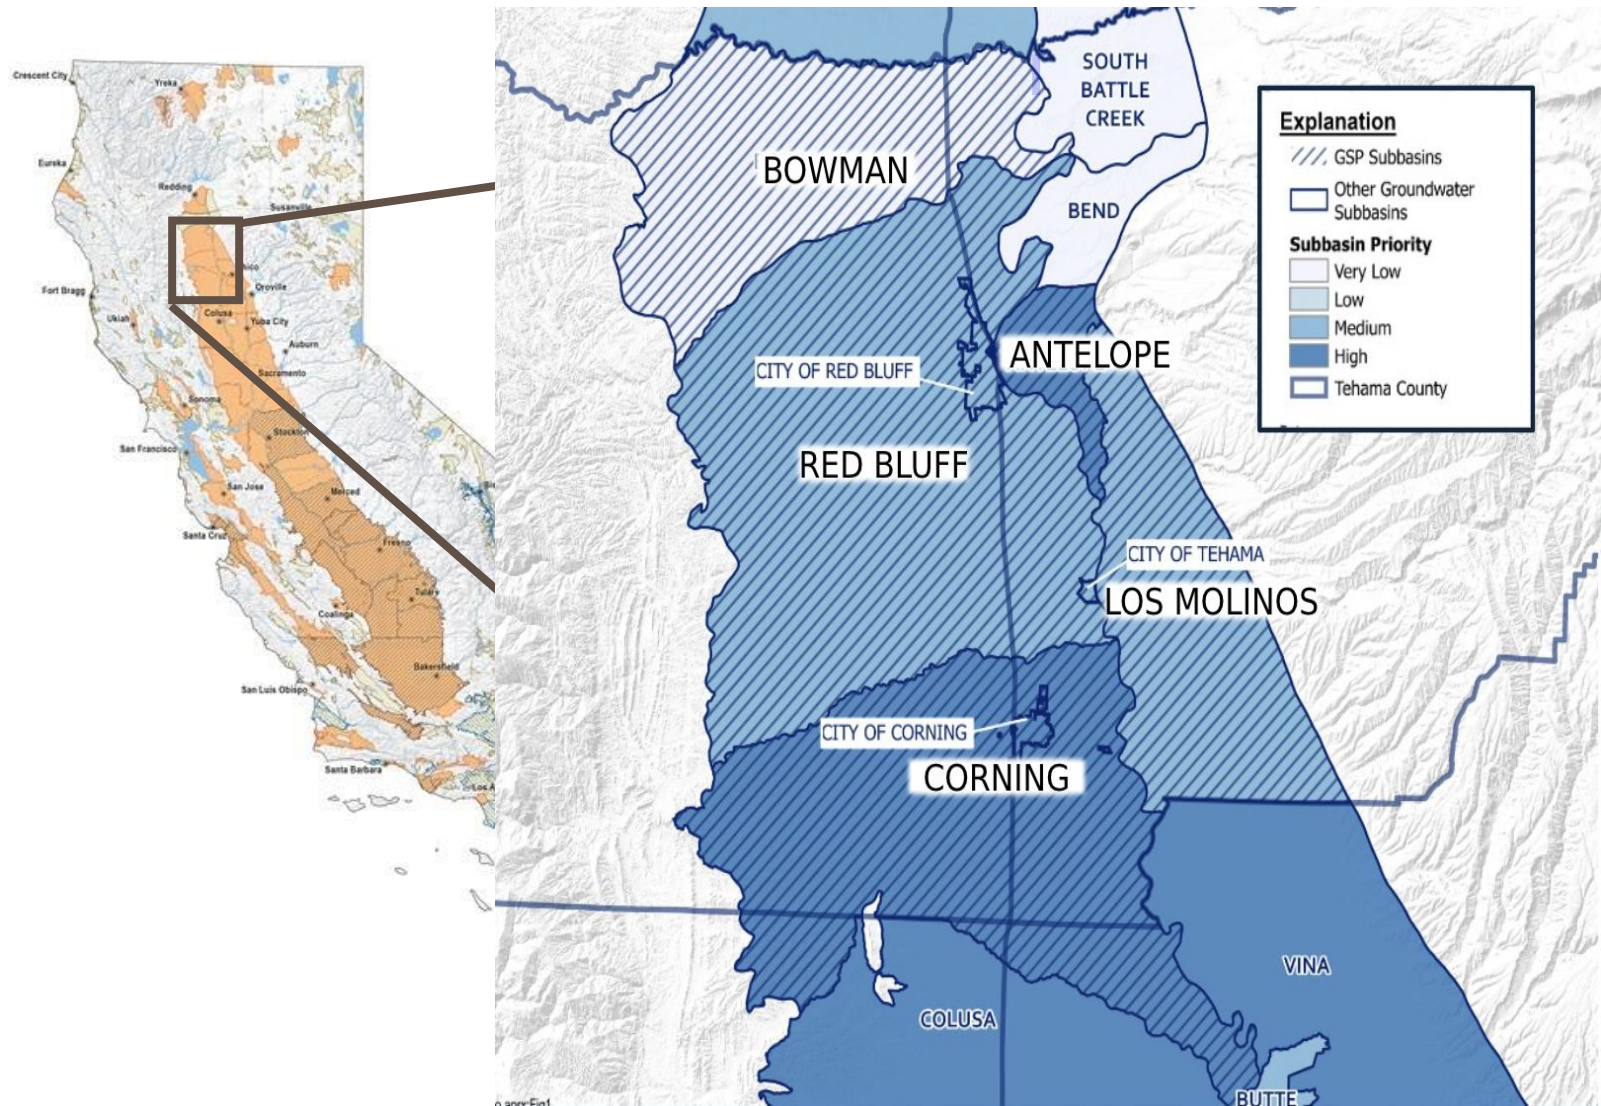 Crescent City
Yreka
Eureka
Redding
Susanville
Fort Bragg
Oroville
Ukiah
Colusa
Yuba City
Auburn
Sacramento
Sonoma
Stockton
San Francisco
San Jose
Merced
Santa Cruz
Fresno
Tulare
Coalinga
Bakersfield
San Luis Obispo
Santa Barbara
SOUTH
BATTLE
CREEK
BOWMAN
BEND
ANTELOPE
CITY OF RED BLUFF
RED BLUFF
CITY OF TEHAMA
LOS MOLINOS
CITY OF CORNING
CORNING
VINA
COLUSA
BUTTE
Explanation
GSP Subbasins
Other Groundwater
Subbasins
Subbasin Priority
Very Low
Low
Medium
High
Tehama County